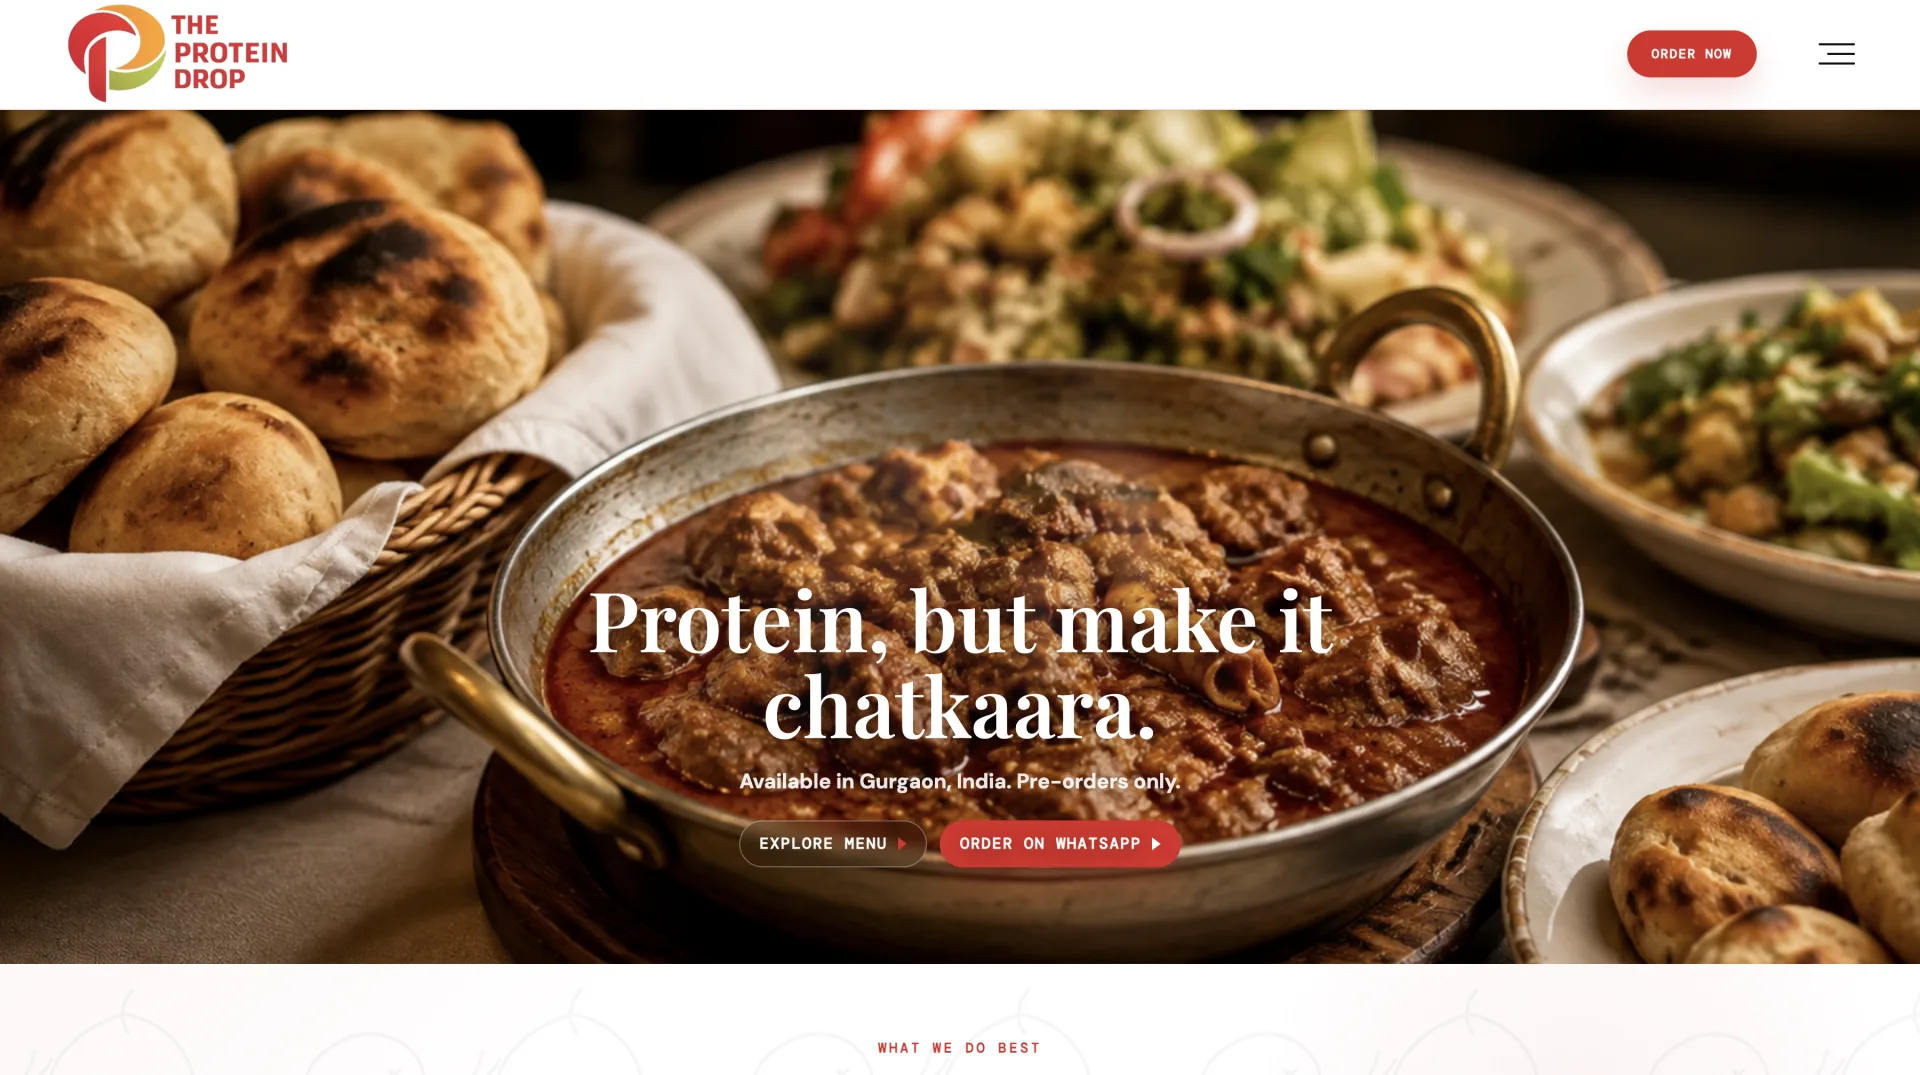 THE
PROTEIN
DROP
ORDER NOW
Protein, but make it
chatkaara.
Available in Gurgaon, India. Pre-orders only.
EXPLORE MENU
ORDER ON WHATSAPP
WHAT WE DO BEST